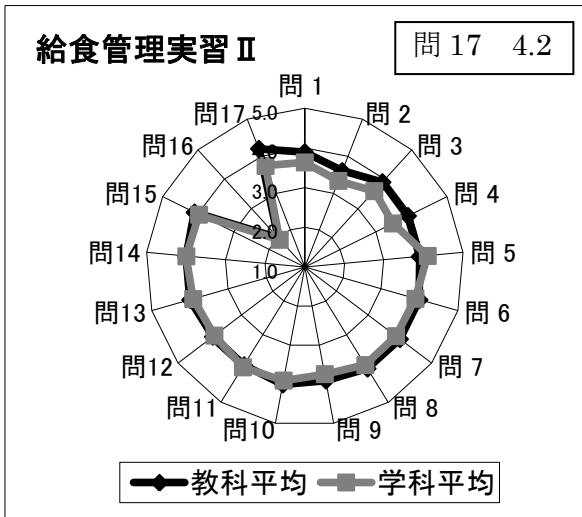 給食管理実習Ⅱ
問 17　4.2
問 1
問 2
問 3
問 4
問 5
問 6
問 7
問 8
問 9
問10
問11
問12
問13
問14
問15
問16
問17
5.0
4.0
3.0
2.0
1.0
教科平均
学科平均